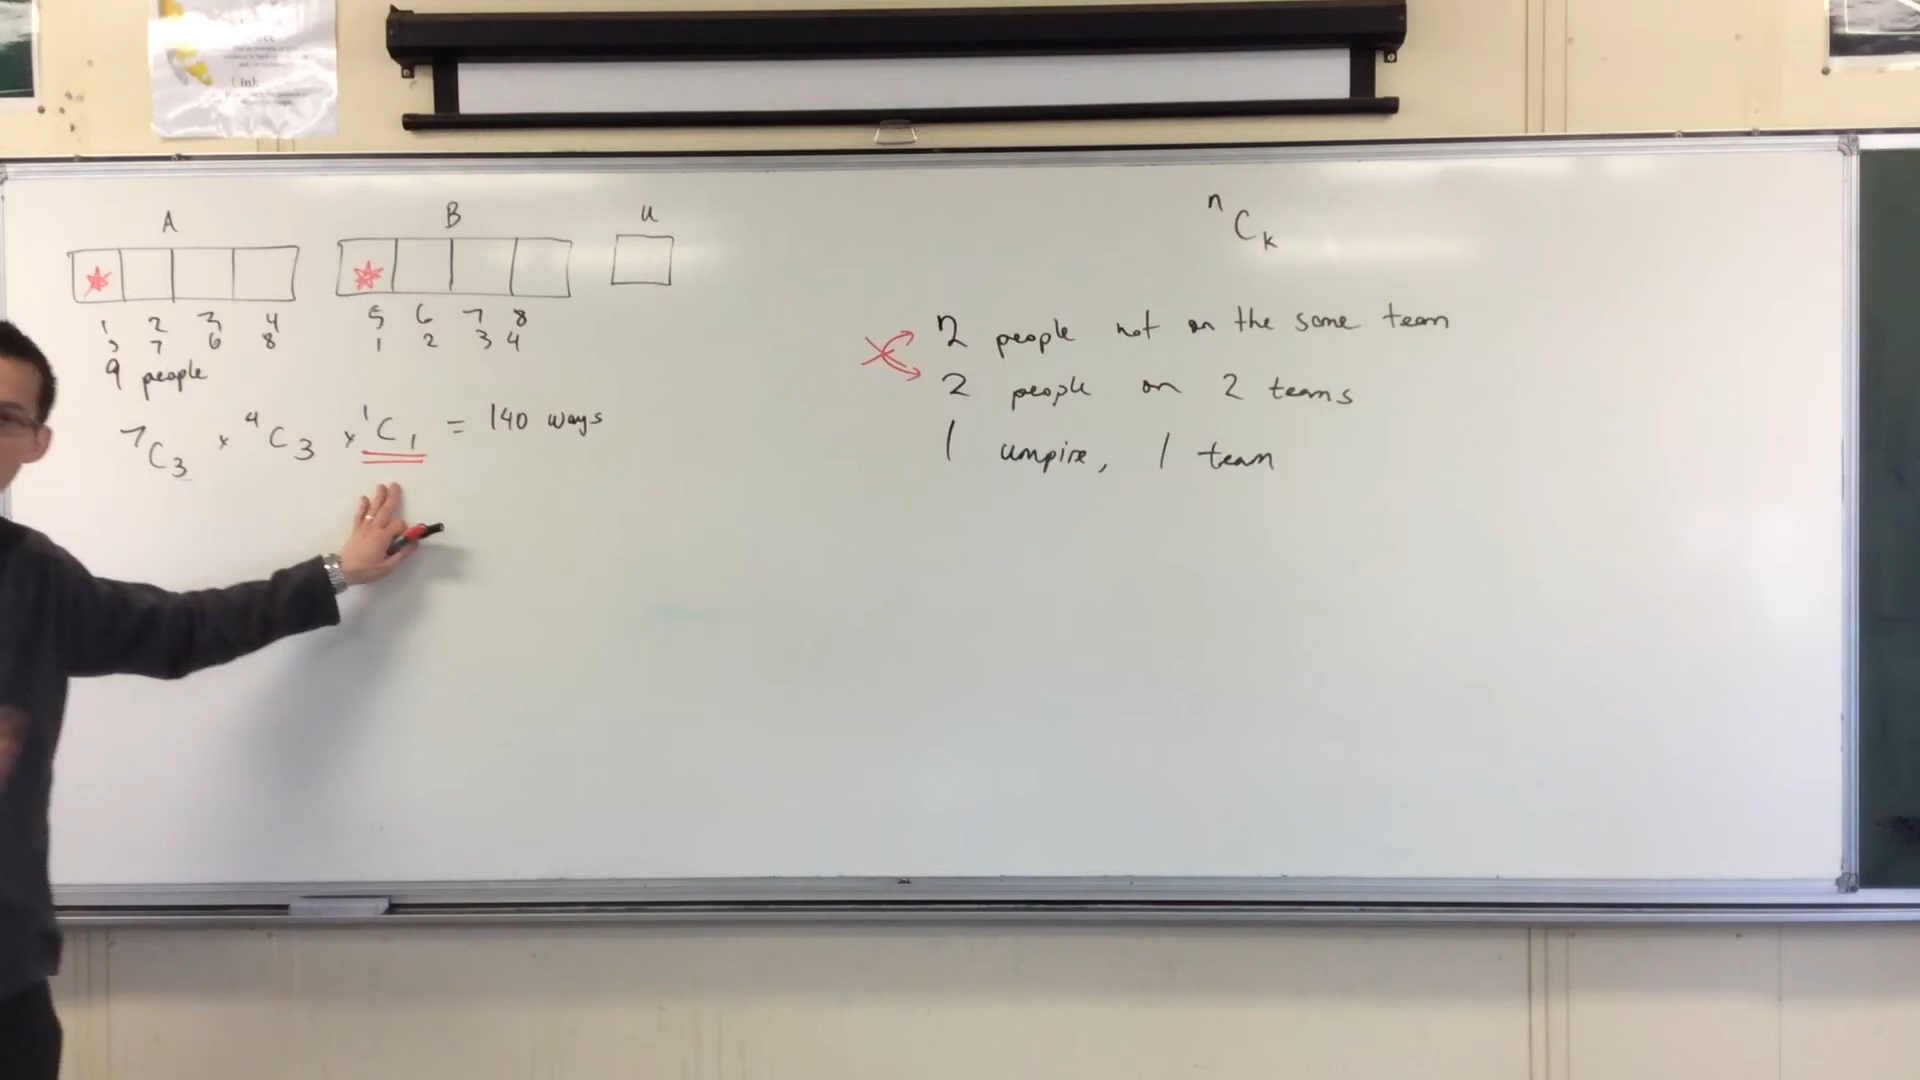 A B U
1 2 3 4 5 6 7 8
5 7 6 8 1 2 3 4
9 people
⁷C₃ × ⁴C₃ × ¹C₁ = 140 ways
ⁿCₖ
2 people not on the same team
2 people on 2 teams
1 umpire, 1 team
Link